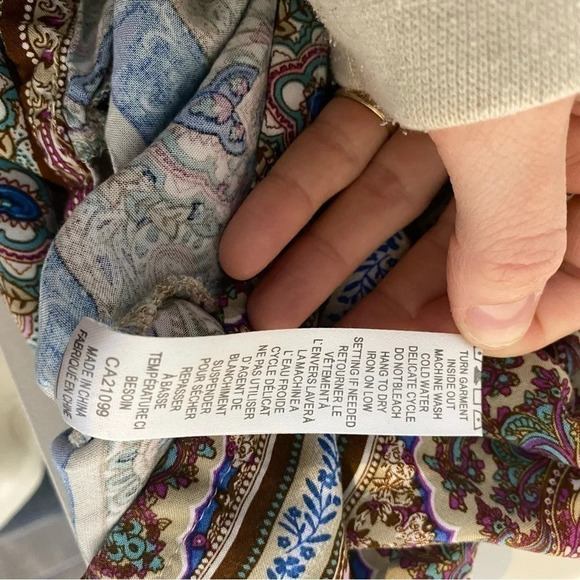 TURN GARMENT
INSIDE OUT
MACHINE WASH
COLD WATER
DELICATE CYCLE
DO NOT BLEACH
HANG TO DRY
IRON ON LOW
SETTING IF NEEDED
RETOURNER LE
VÊTEMENT À
L'ENVERS LAVER À
LA MACHINE À
L'EAU FROIDE
CYCLE DÉLICAT
NE PAS UTILISER
D'AGENT DE
BLANCHIMENT
SUSPENDRE
POUR SÉCHER
REPASSER
À BASSE
TEMPÉRATURE CI
BESOIN
CA21099
MADE IN CHINA
FABRIQUÉ EN CHINE